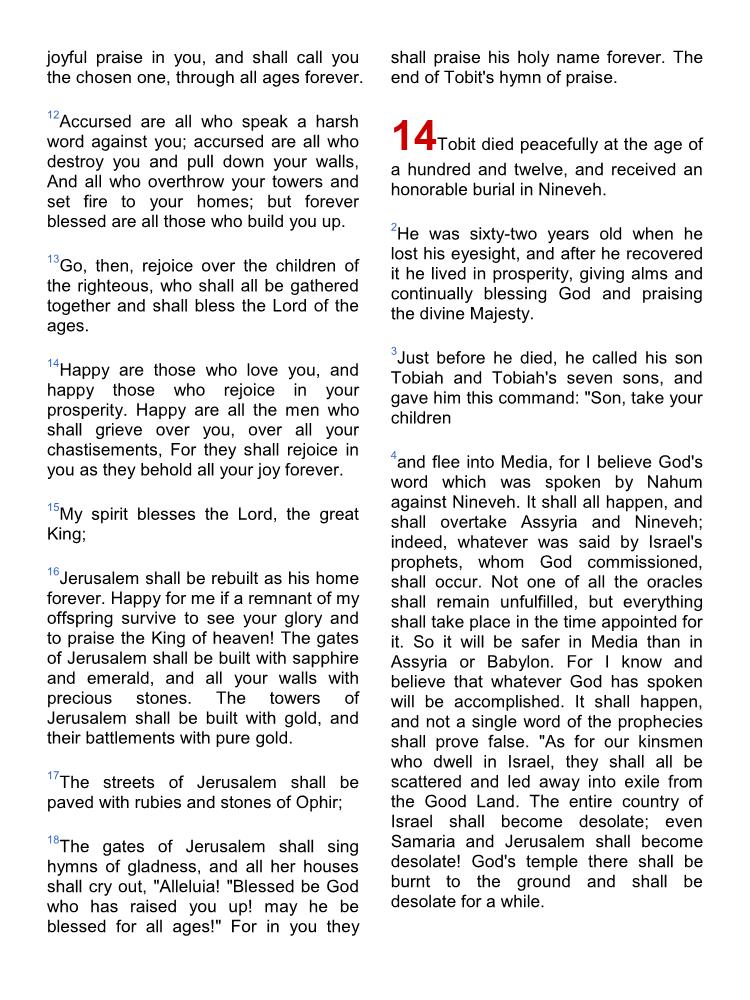 joyful praise in you, and shall call you
the chosen one, through all ages forever.
12Accursed are all who speak a harsh
word against you; accursed are all who
destroy you and pull down your walls,
And all who overthrow your towers and
set fire to your homes; but forever
blessed are all those who build you up.
13Go, then, rejoice over the children of
the righteous, who shall all be gathered
together and shall bless the Lord of the
ages.
14Happy are those who love you, and
happy those who rejoice in your
prosperity. Happy are all the men who
shall grieve over you, over all your
chastisements, For they shall rejoice in
you as they behold all your joy forever.
15My spirit blesses the Lord, the great
King;
16Jerusalem shall be rebuilt as his home
forever. Happy for me if a remnant of my
offspring survive to see your glory and
to praise the King of heaven! The gates
of Jerusalem shall be built with sapphire
and emerald, and all your walls with
precious stones. The towers of
Jerusalem shall be built with gold, and
their battlements with pure gold.
17The streets of Jerusalem shall be
paved with rubies and stones of Ophir;
18The gates of Jerusalem shall sing
hymns of gladness, and all her houses
shall cry out, "Alleluia! "Blessed be God
who has raised you up! may he be
blessed for all ages!" For in you they
shall praise his holy name forever. The
end of Tobit's hymn of praise.
14Tobit died peacefully at the age of
a hundred and twelve, and received an
honorable burial in Nineveh.
2He was sixty-two years old when he
lost his eyesight, and after he recovered
it he lived in prosperity, giving alms and
continually blessing God and praising
the divine Majesty.
3Just before he died, he called his son
Tobiah and Tobiah's seven sons, and
gave him this command: "Son, take your
children
4and flee into Media, for I believe God's
word which was spoken by Nahum
against Nineveh. It shall all happen, and
shall overtake Assyria and Nineveh;
indeed, whatever was said by Israel's
prophets, whom God commissioned,
shall occur. Not one of all the oracles
shall remain unfulfilled, but everything
shall take place in the time appointed for
it. So it will be safer in Media than in
Assyria or Babylon. For I know and
believe that whatever God has spoken
will be accomplished. It shall happen,
and not a single word of the prophecies
shall prove false. "As for our kinsmen
who dwell in Israel, they shall all be
scattered and led away into exile from
the Good Land. The entire country of
Israel shall become desolate; even
Samaria and Jerusalem shall become
desolate! God's temple there shall be
burnt to the ground and shall be
desolate for a while.